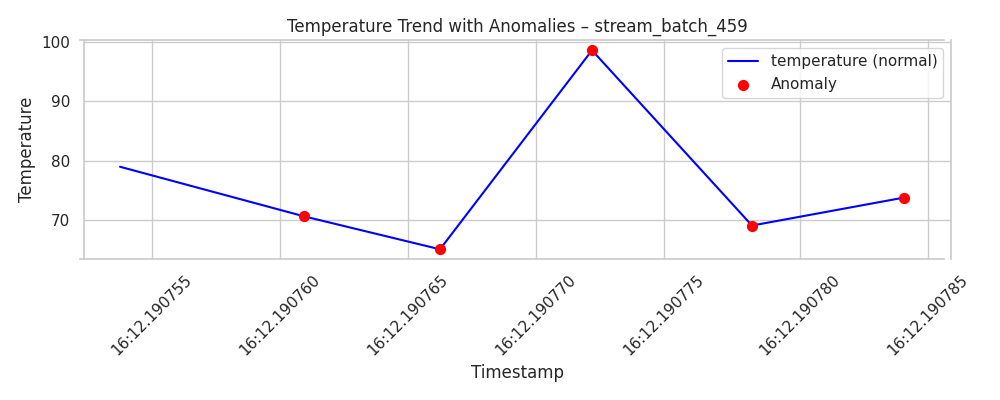 Temperature Trend with Anomalies – stream_batch_459
Temperature
100
90
80
70
temperature (normal)
Anomaly
16:12.190755
16:12.190760
16:12.190765
16:12.190770
16:12.190775
16:12.190780
16:12.190785
Timestamp